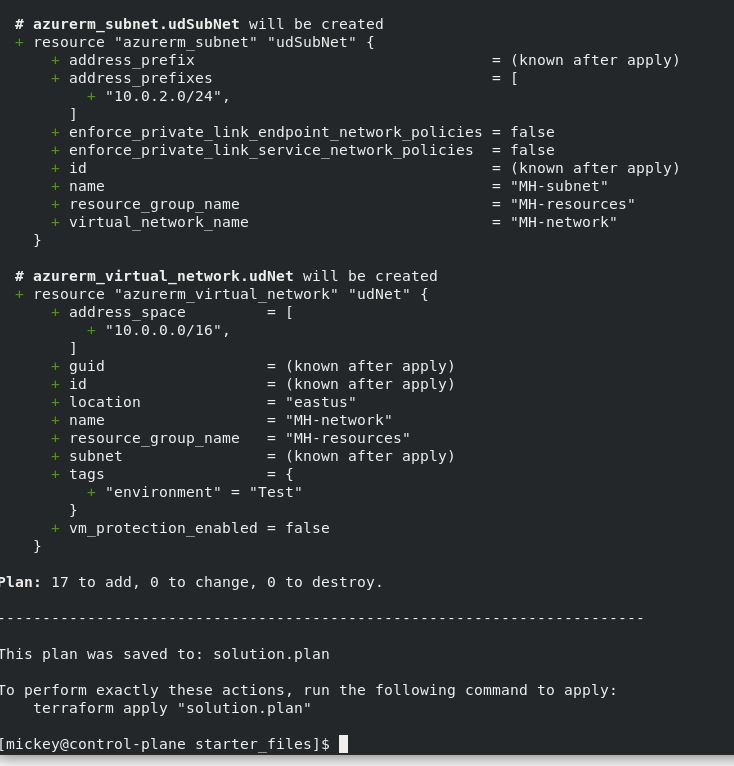 # azurerm_subnet.udSubNet will be created
+ resource "azurerm_subnet" "udSubNet" {
+ address_prefix = (known after apply)
+ address_prefixes = [
+ "10.0.2.0/24",
]
+ enforce_private_link_endpoint_network_policies = false
+ enforce_private_link_service_network_policies = false
+ id = (known after apply)
+ name = "MH-subnet"
+ resource_group_name = "MH-resources"
+ virtual_network_name = "MH-network"
}
# azurerm_virtual_network.udNet will be created
+ resource "azurerm_virtual_network" "udNet" {
+ address_space = [
+ "10.0.0.0/16",
]
+ guid = (known after apply)
+ id = (known after apply)
+ location = "eastus"
+ name = "MH-network"
+ resource_group_name = "MH-resources"
+ subnet = (known after apply)
+ tags = {
+ "environment" = "Test"
}
+ vm_protection_enabled = false
}
Plan: 17 to add, 0 to change, 0 to destroy.
------------------------------------------------------------------------
This plan was saved to: solution.plan
To perform exactly these actions, run the following command to apply:
terraform apply "solution.plan"
[mickey@control-plane starter_files]$